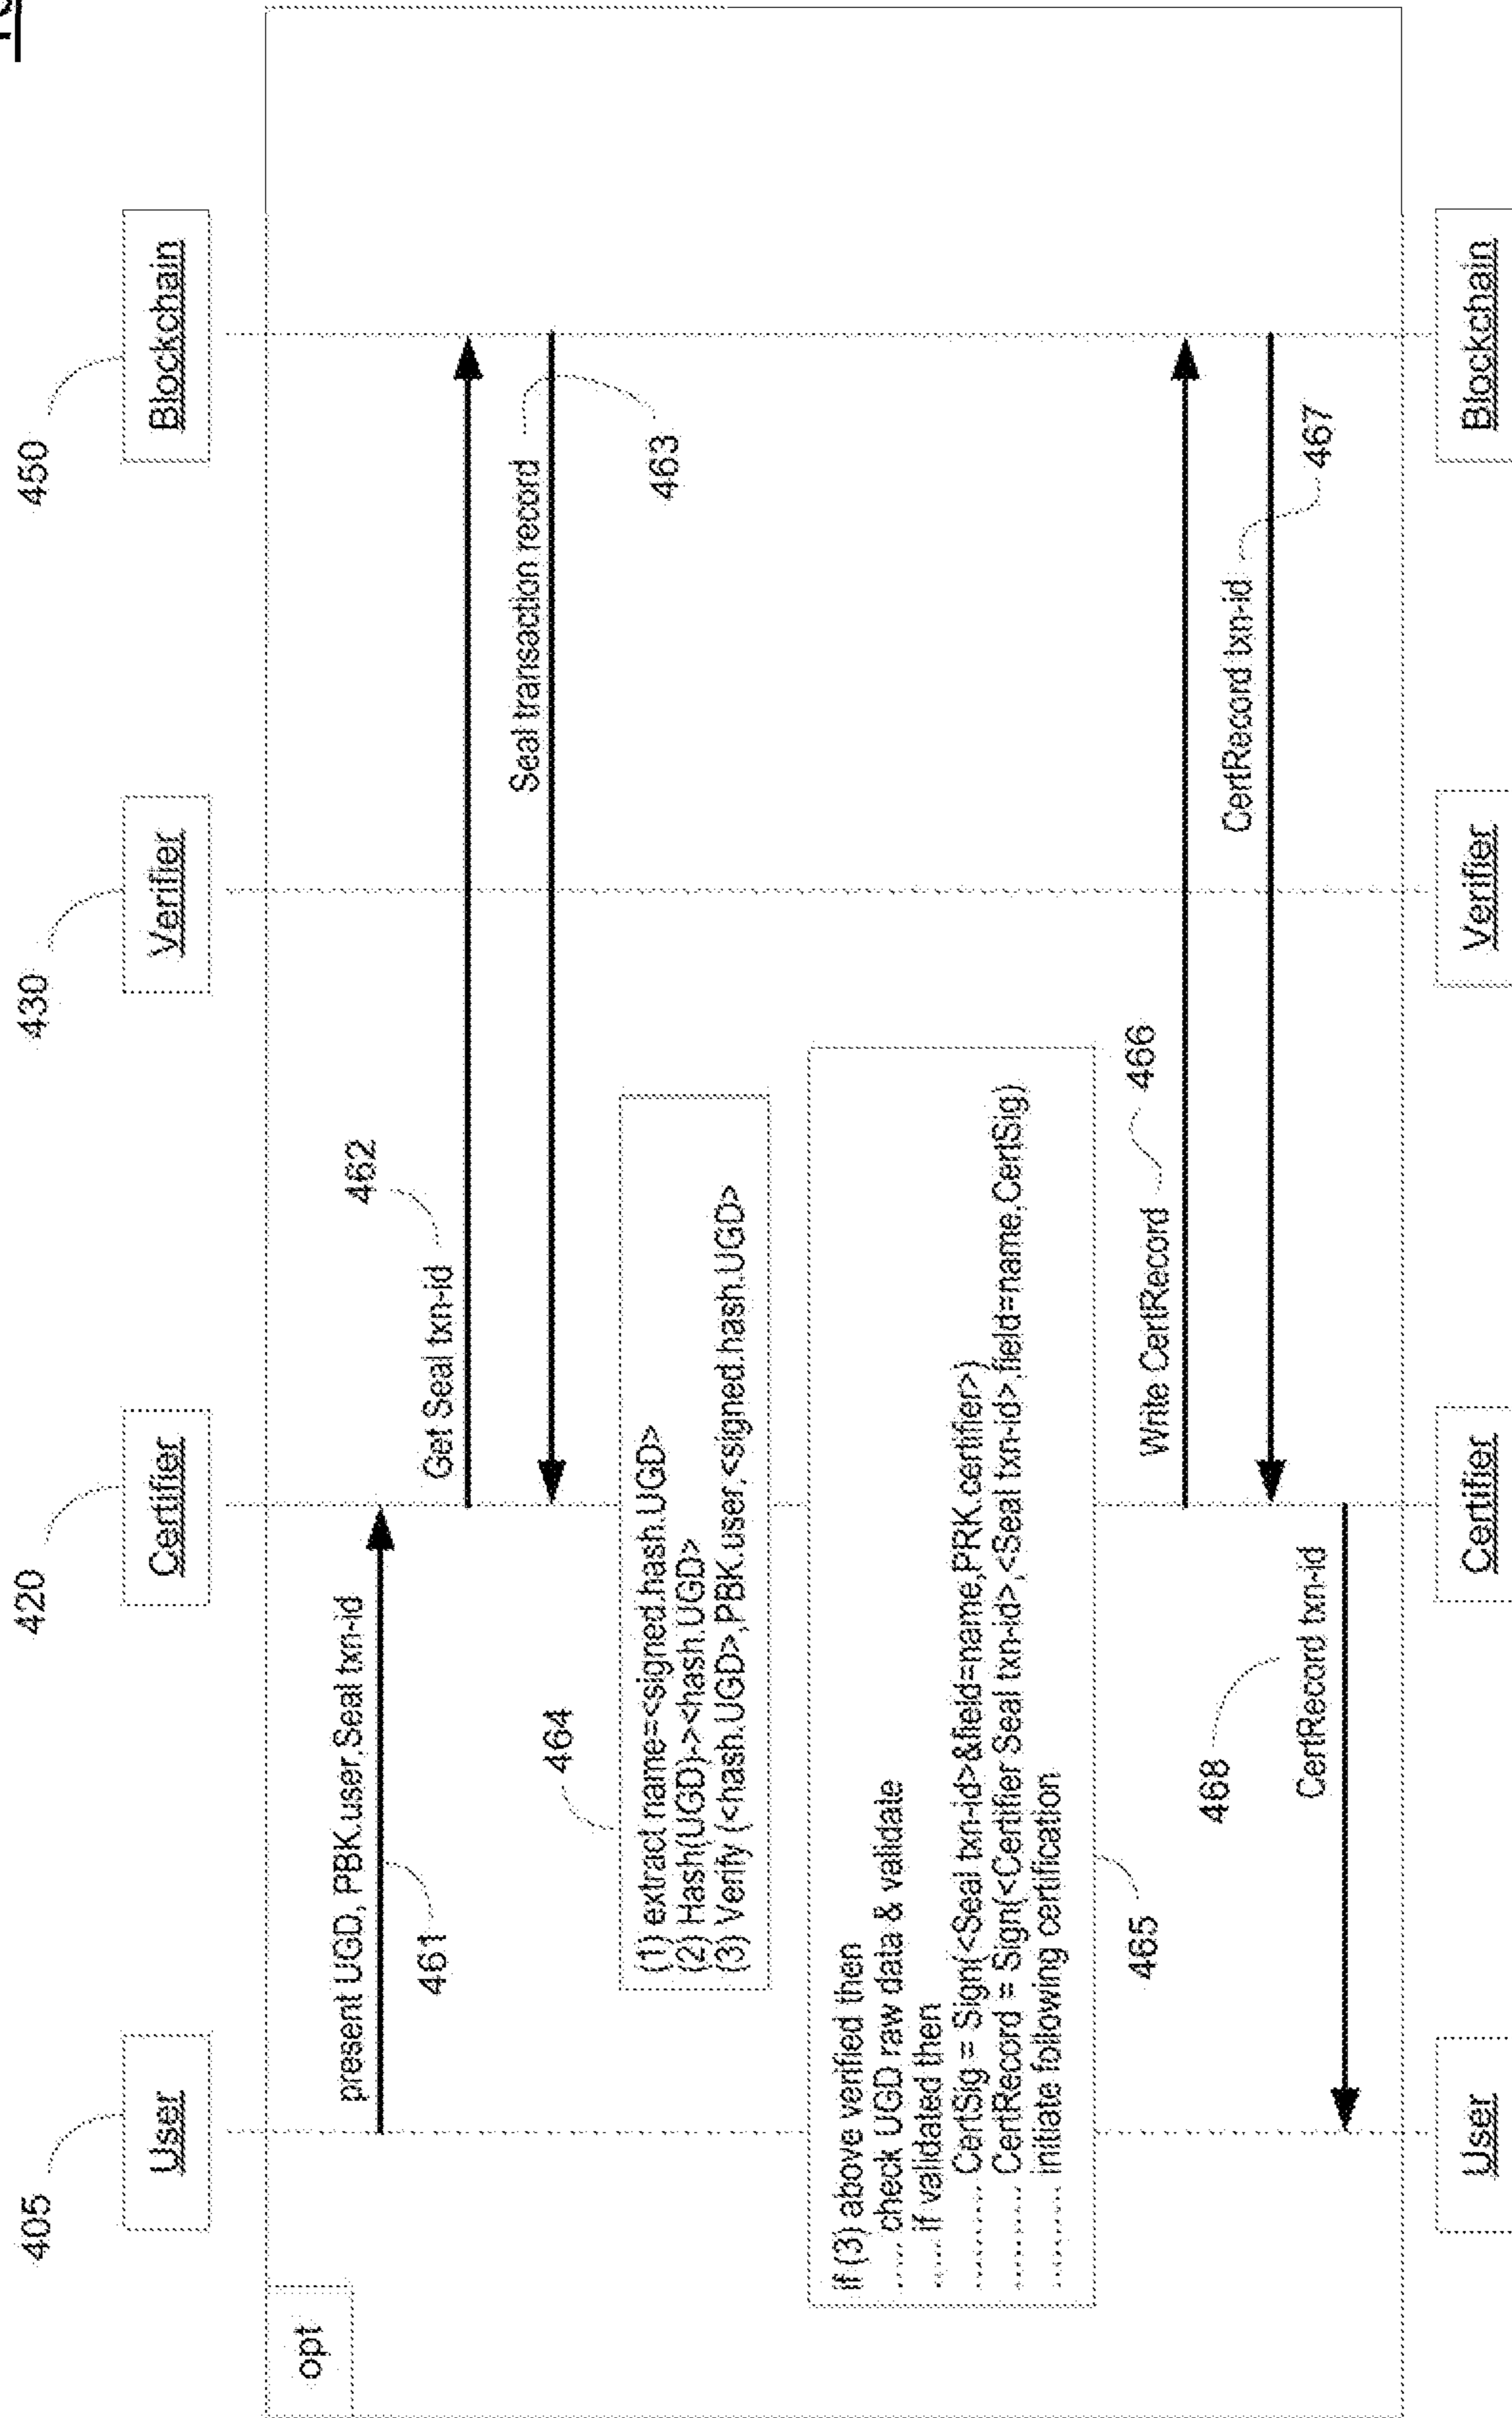 405
420
430
450
User
Certifier
Verifier
Blockchain
opt
present UGD, PBK.user,Seal txn-id
461
Get Seal txn-id
462
Seal transaction record
463
464
(1) extract name=<signed.hash.UGD>
(2) Hash(UGD)-><hash.UGD>
(3) Verify (<hash.UGD>,PBK.user,<signed.hash.UGD>
if (3) above verified then
check UGD raw data & validate
if validated then
CertSig = Sign(<Seal txn-id>&field=name,PRK.certifier>)
CertRecord = Sign(<Certifier Seal txn-id>,<Seal txn-id>,field=name,CertSig)
initiate following certification
465
Write CertRecord
466
CertRecord txn-id
467
468
CertRecord txn-id
User
Certifier
Verifier
Blockchain